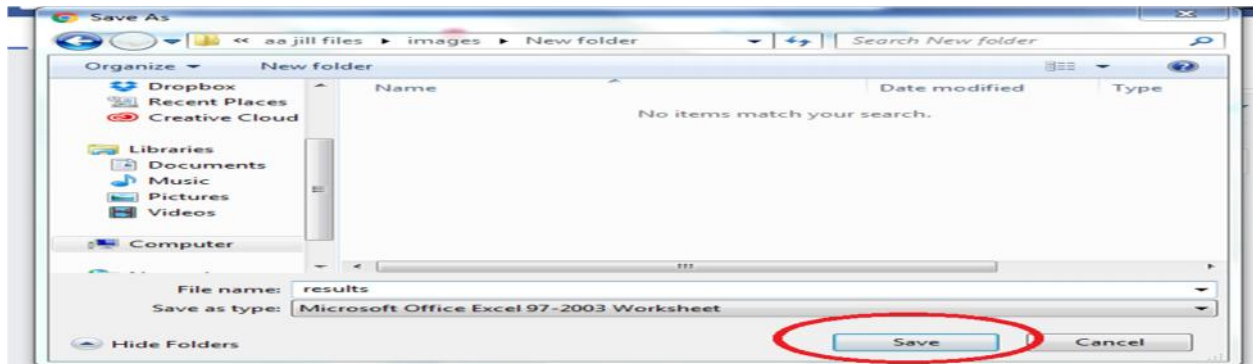 Save As
« aa jill files ▸ images ▸ New folder
Search New folder
Organize
New folder
Name
Date modified
Type
Dropbox
Recent Places
Creative Cloud
No items match your search.
Libraries
Documents
Music
Pictures
Videos
Computer
File name: results
Save as type: Microsoft Office Excel 97-2003 Worksheet
Hide Folders
Save
Cancel